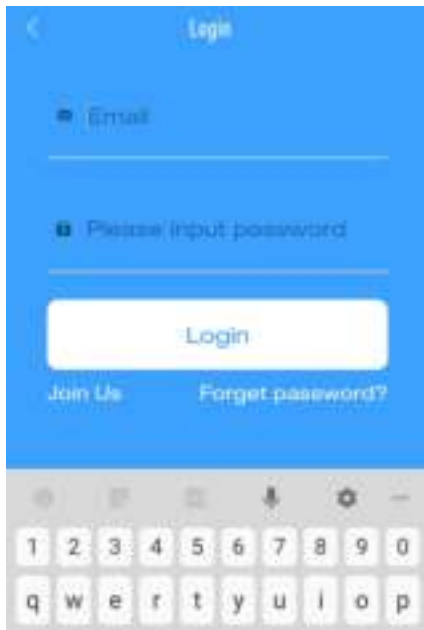 Login
Email
Please input password
Login
Join Us Forget password?
1 2 3 4 5 6 7 8 9 0
q w e r t y u i o p